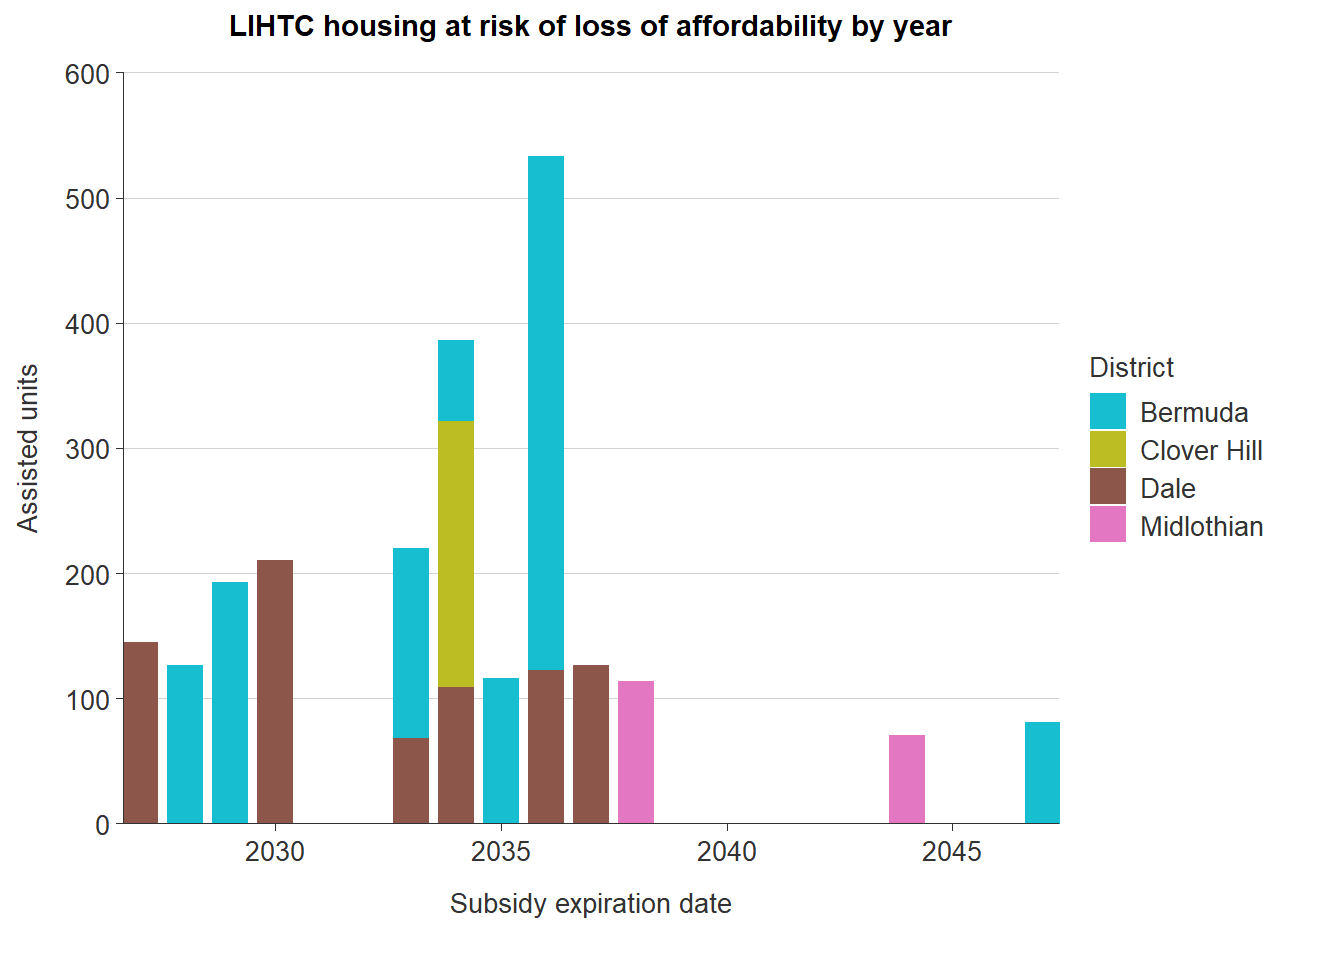 LIHTC housing at risk of loss of affordability by year
600
500
400
300
200
100
0
Assisted units
2030
2035
2040
2045
Subsidy expiration date
District
Bermuda
Clover Hill
Dale
Midlothian